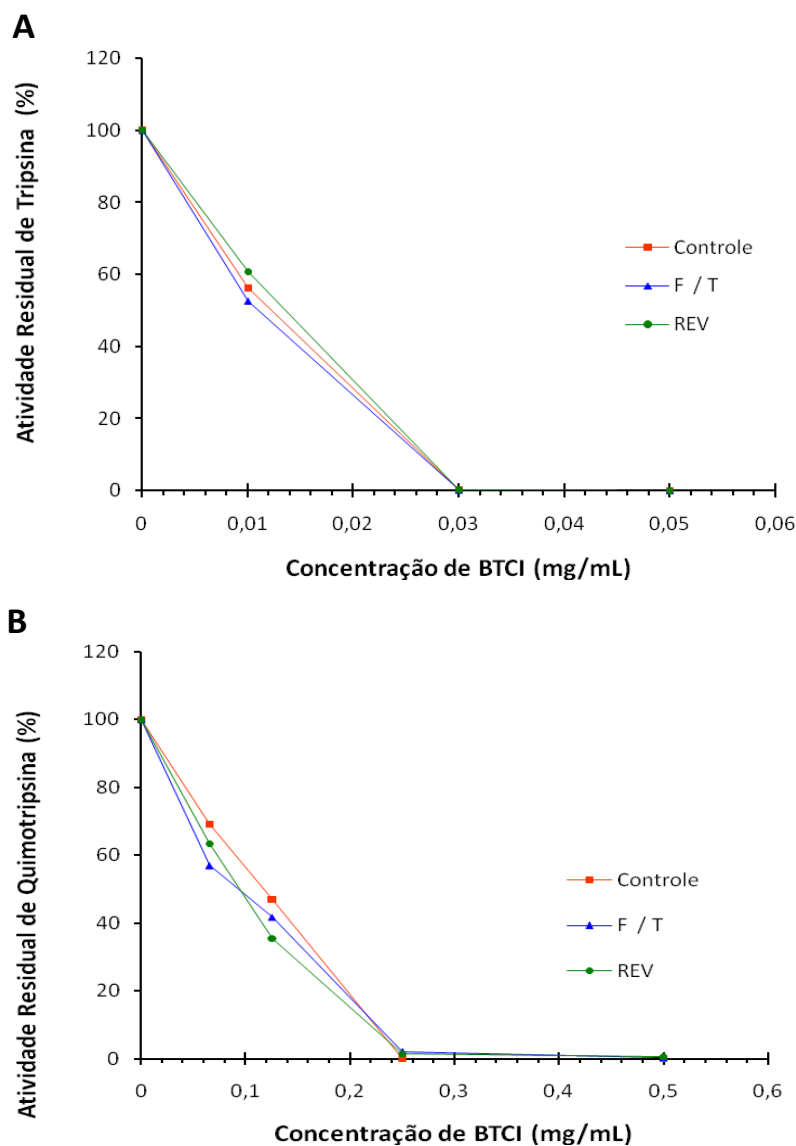 A
Atividade Residual de Tripsina (%)
120
100
80
60
40
20
0
0 0,01 0,02 0,03 0,04 0,05 0,06
Concentração de BTCI (mg/mL)
Controle
F / T
REV
B
Atividade Residual de Quimotripsina (%)
120
100
80
60
40
20
0
0 0,1 0,2 0,3 0,4 0,5 0,6
Concentração de BTCI (mg/mL)
Controle
F / T
REV